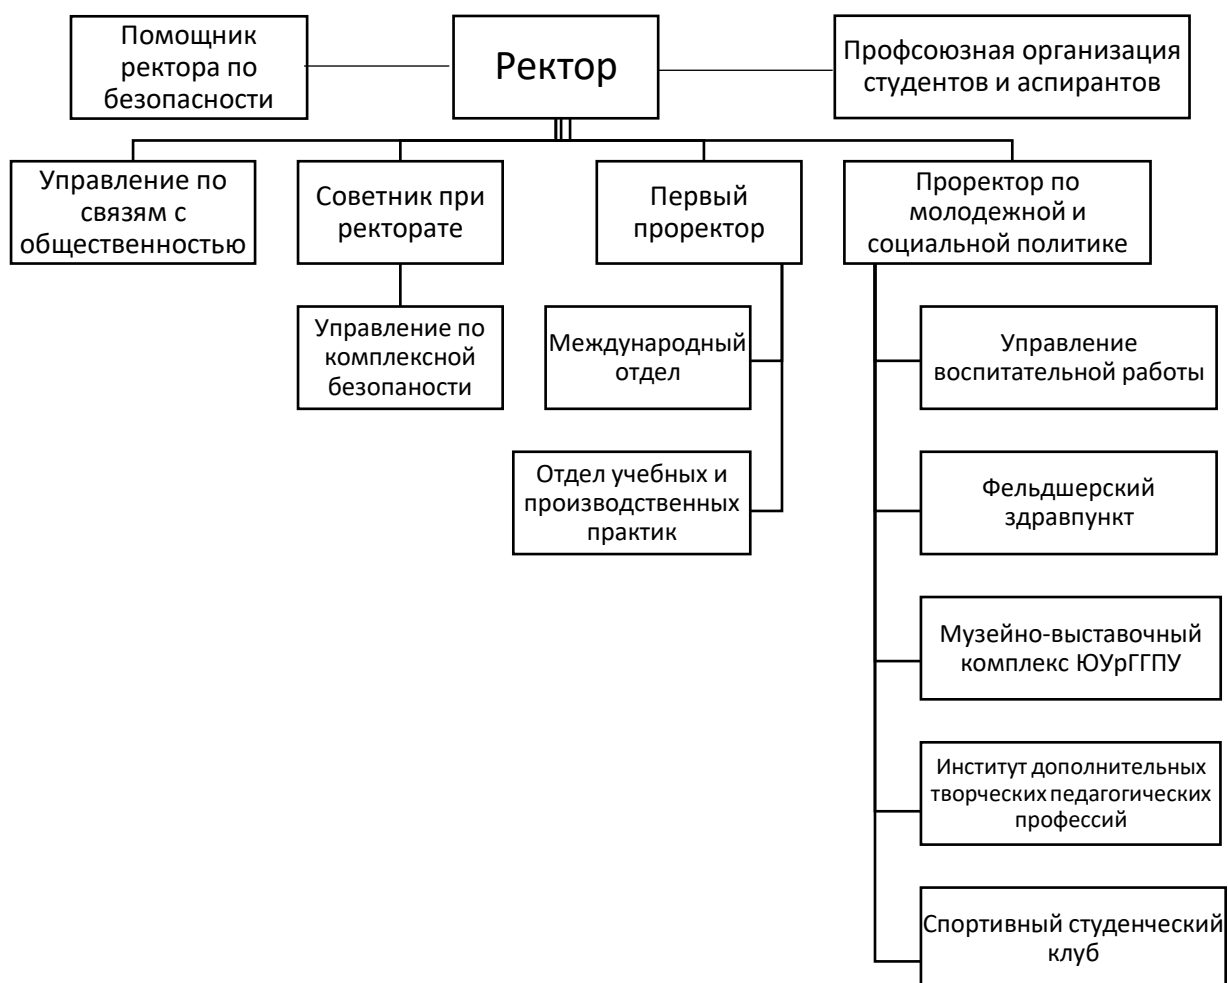 Помощник
ректора по
безопасности
Ректор
Профсоюзная организация
студентов и аспирантов
Управление по
связям с
общественностью
Советник при
ректорате
Первый
проректор
Проректор по
молодежной и
социальной политике
Управление по
комплексной
безопаности
Международный
отдел
Управление
воспитательной работы
Отдел учебных и
производственных
практик
Фельдшерский
здравпункт
Музейно-выставочный
комплекс ЮУрГГПУ
Институт дополнительных
творческих педагогических
профессий
Спортивный студенческий
клуб